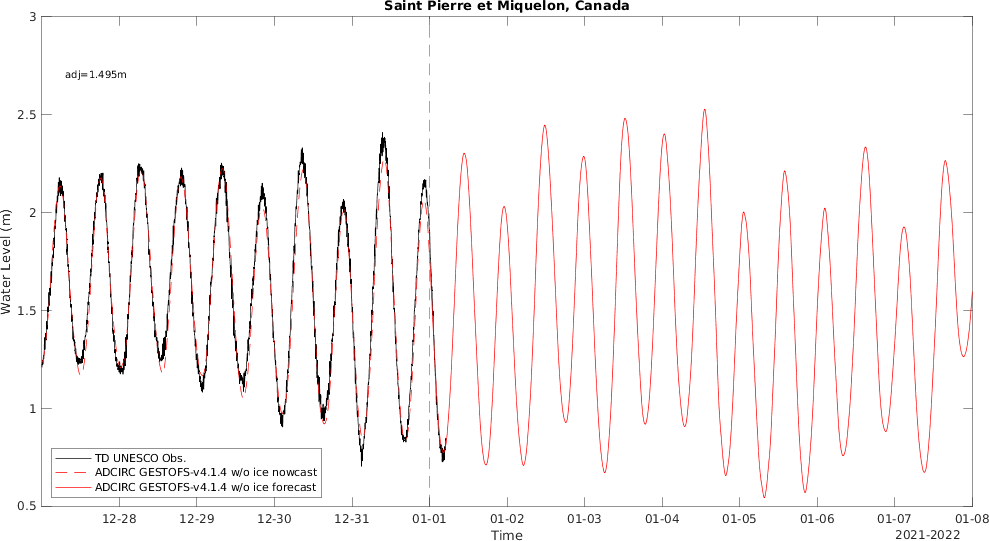 Saint Pierre et Miquelon, Canada
3
adj=1.495m
2.5
2
Water Level (m)
1.5
1
TD UNESCO Obs.
ADCIRC GESTOFS-v4.1.4 w/o ice nowcast
ADCIRC GESTOFS-v4.1.4 w/o ice forecast
0.5
12-28 12-29 12-30 12-31 01-01 01-02 01-03 01-04 01-05 01-06 01-07 01-08
Time
2021-2022